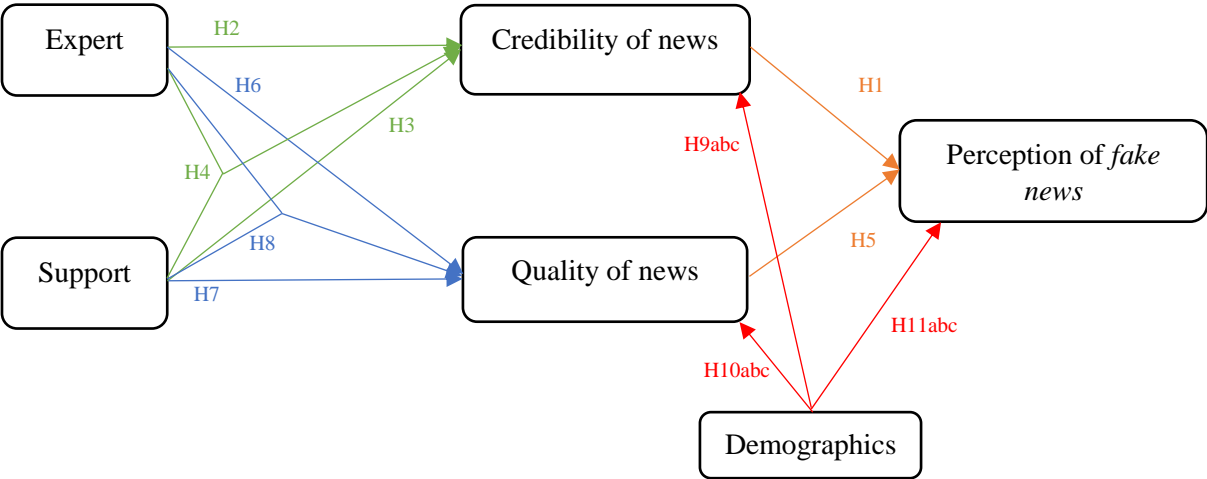 Expert
H2
Credibility of news
H6
H1
H3
H9abc
Perception of fake
news
H4
H8
H5
Support
Quality of news
H7
H11abc
H10abc
Demographics